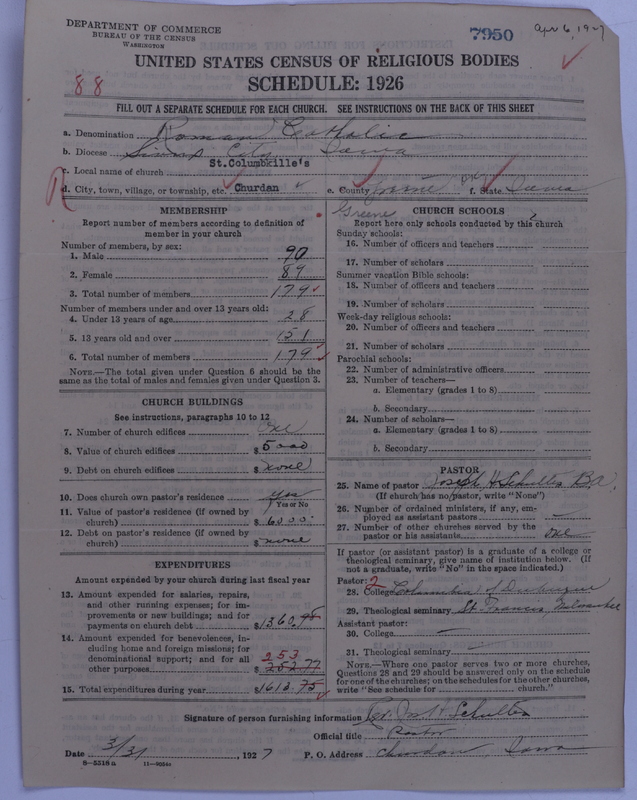 DEPARTMENT OF COMMERCE
BUREAU OF THE CENSUS
WASHINGTON
7950
Apr 6, 1927
UNITED STATES CENSUS OF RELIGIOUS BODIES
88
SCHEDULE: 1926
FILL OUT A SEPARATE SCHEDULE FOR EACH CHURCH. SEE INSTRUCTIONS ON THE BACK OF THIS SHEET
a. Denomination Roman Catholic
b. Diocese Sioux City Iowa
c. Local name of church St.Columbkille's
d. City, town, village, or township, etc. Churdan e. County Greene f. State Iowa
Greene
MEMBERSHIP
Report number of members according to definition of
member in your church
Number of members, by sex:
1. Male 90
2. Female 89
3. Total number of members 179
Number of members under and over 13 years old:
4. Under 13 years of age 28
5. 13 years old and over 151
6. Total number of members 179
NOTE.—The total given under Question 6 should be the
same as the total of males and females given under Question 3.
CHURCH BUILDINGS
See instructions, paragraphs 10 to 12
7. Number of church edifices One
8. Value of church edifices $5000
9. Debt on church edifices $none
10. Does church own pastor's residence yes
Yes or No
11. Value of pastor's residence (if owned by
church) $6000
12. Debt on pastor's residence (if owned by
church) $none
EXPENDITURES
Amount expended by your church during last fiscal year
13. Amount expended for salaries, repairs,
and other running expenses; for im-
provements or new buildings; and for
payments on church debt $1360.98
14. Amount expended for benevolences, in-
cluding home and foreign missions; for
denominational support; and for all 253
other purposes $252.77
15. Total expenditures during year $1613.75
CHURCH SCHOOLS
Report here only schools conducted by this church
Sunday schools:
16. Number of officers and teachers
17. Number of scholars
Summer vacation Bible schools:
18. Number of officers and teachers
19. Number of scholars
Week-day religious schools:
20. Number of officers and teachers
21. Number of scholars
Parochial schools:
22. Number of administrative officers
23. Number of teachers—
a. Elementary (grades 1 to 8)
b. Secondary
24. Number of scholars—
a. Elementary (grades 1 to 8)
b. Secondary
PASTOR
25. Name of pastor Joseph H. Schultes B.A.
(If church has no pastor, write "None")
26. Number of ordained ministers, if any, em-
ployed as assistant pastors —
27. Number of other churches served by the
pastor or his assistants one
If pastor (or assistant pastor) is a graduate of a college or
theological seminary, give name of institution below. (If
not a graduate, write "No" in the space indicated.)
Pastor: 2
28. College Columbia of Dubuque
29. Theological seminary St. Francis, Milwaukee
Assistant pastor:
30. College —
31. Theological seminary —
NOTE.—Where one pastor serves two or more churches,
Questions 28 and 29 should be answered only on the schedule
for one of the churches; on the schedules for the other churches,
write "See schedule for church."
Signature of person furnishing information Rev. Jos. H. Schultes
Official title Pastor
Date 3/31, 1927 P. O. Address Churdan, Iowa
8—5318a 11—9024c